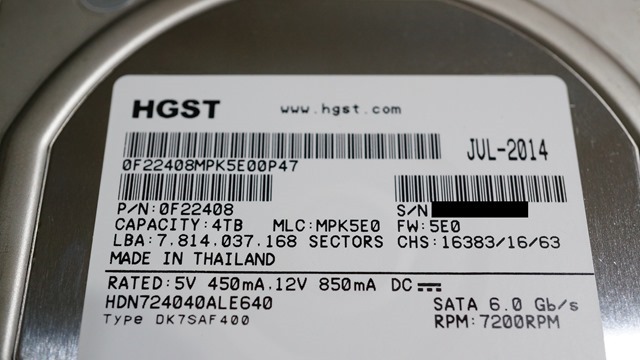 HGST www.hgst.com
JUL-2014
0F22408MPK5E00P47
P/N:0F22408 S/N
CAPACITY:4TB MLC:MPK5E0 FW:5E0
LBA:7.814.037.168 SECTORS CHS:16383/16/63
MADE IN THAILAND
RATED:5V 450mA.12V 850mA DC
HDN724040ALE640 SATA 6.0 Gb/s
Type DK7SAF400 RPM:7200RPM